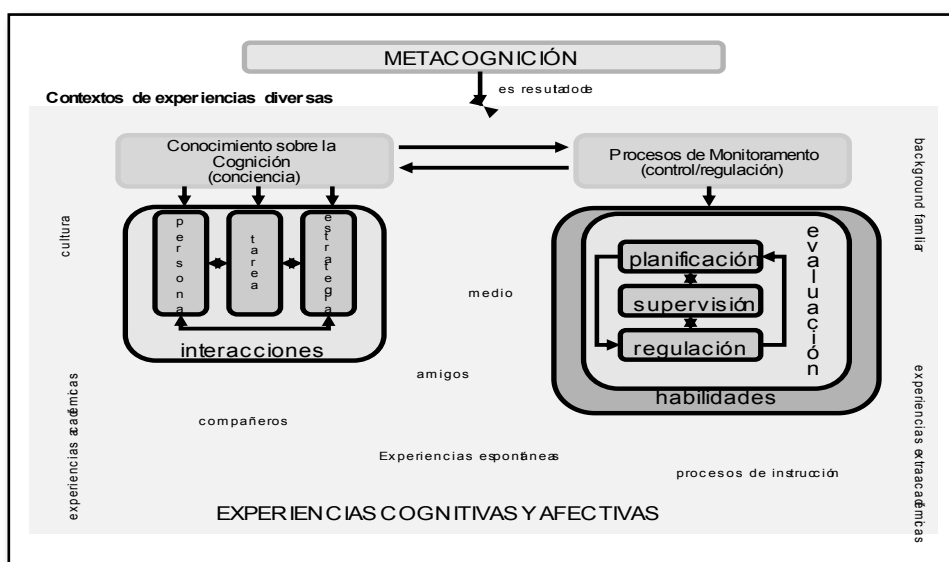 METACOGNICIÓN
es resultado de
Contextos de experiencias diversas
Conocimiento sobre la
Cognición
(conciencia)
Procesos de Monitoramento
(control/regulación)
background familiar
cultura
persona
tarea
estrategia
interacciones
evaluación
planificación
supervisión
regulación
habilidades
medio
amigos
compañeros
Experiencias espontáneas
procesos de instrucción
experiencias académicas
experiencias extraacadémicas
EXPERIENCIAS COGNITIVAS Y AFECTIVAS